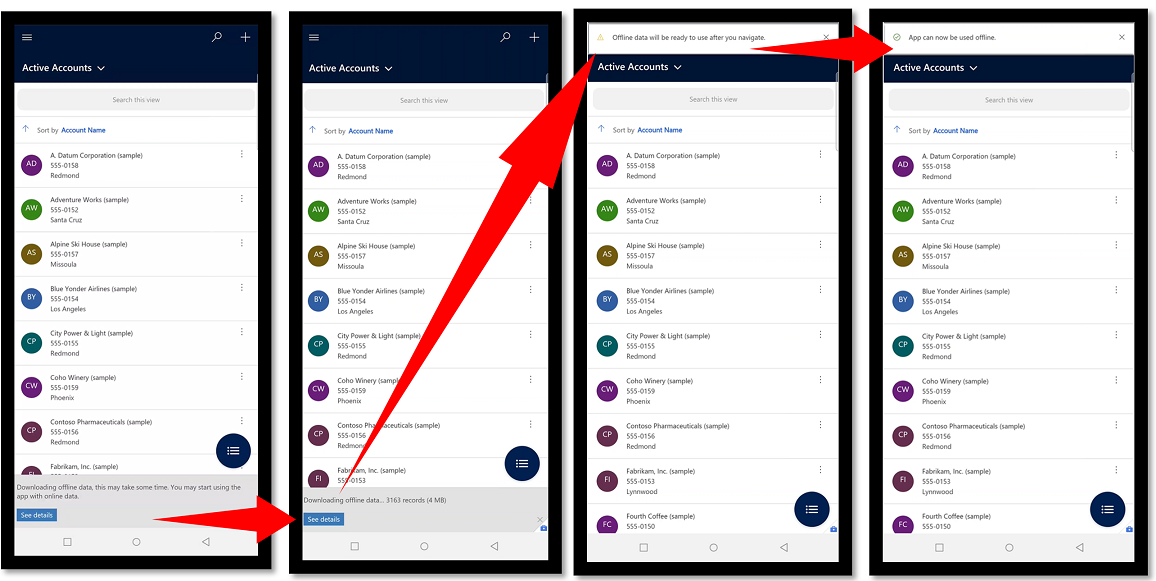 Active Accounts
Search this view
Sort by Account Name
AD
A. Datum Corporation (sample)
555-0158
Redmond
AW
Adventure Works (sample)
555-0152
Santa Cruz
AS
Alpine Ski House (sample)
555-0157
Missoula
BY
Blue Yonder Airlines (sample)
555-0154
Los Angeles
CP
City Power & Light (sample)
555-0155
Redmond
CW
Coho Winery (sample)
555-0159
Phoenix
CP
Contoso Pharmaceuticals (sample)
555-0156
Redmond
FI
Fabrikam, Inc. (sample)
Downloading offline data, this may take some time. You may start using the
app with online data.
See details
Active Accounts
Search this view
Sort by Account Name
AD
A. Datum Corporation (sample)
555-0158
Redmond
AW
Adventure Works (sample)
555-0152
Santa Cruz
AS
Alpine Ski House (sample)
555-0157
Missoula
BY
Blue Yonder Airlines (sample)
555-0154
Los Angeles
CP
City Power & Light (sample)
555-0155
Redmond
CW
Coho Winery (sample)
555-0159
Phoenix
CP
Contoso Pharmaceuticals (sample)
555-0156
Redmond
FI
Fabrikam, Inc. (sample)
555-0153
Downloading offline data... 3163 records (4 MB)
See details
Offline data will be ready to use after you navigate.
Active Accounts
Search this view
Sort by Account Name
AD
A. Datum Corporation (sample)
555-0158
Redmond
AW
Adventure Works (sample)
555-0152
Santa Cruz
AS
Alpine Ski House (sample)
555-0157
Missoula
BY
Blue Yonder Airlines (sample)
555-0154
Los Angeles
CP
City Power & Light (sample)
555-0155
Redmond
CW
Coho Winery (sample)
555-0159
Phoenix
CP
Contoso Pharmaceuticals (sample)
555-0156
Redmond
FI
Fabrikam, Inc. (sample)
555-0153
Lynnwood
FC
Fourth Coffee (sample)
555-0150
App can now be used offline.
Active Accounts
Search this view
Sort by Account Name
AD
A. Datum Corporation (sample)
555-0158
Redmond
AW
Adventure Works (sample)
555-0152
Santa Cruz
AS
Alpine Ski House (sample)
555-0157
Missoula
BY
Blue Yonder Airlines (sample)
555-0154
Los Angeles
CP
City Power & Light (sample)
555-0155
Redmond
CW
Coho Winery (sample)
555-0159
Phoenix
CP
Contoso Pharmaceuticals (sample)
555-0156
Redmond
FI
Fabrikam, Inc. (sample)
555-0153
Lynnwood
FC
Fourth Coffee (sample)
555-0150